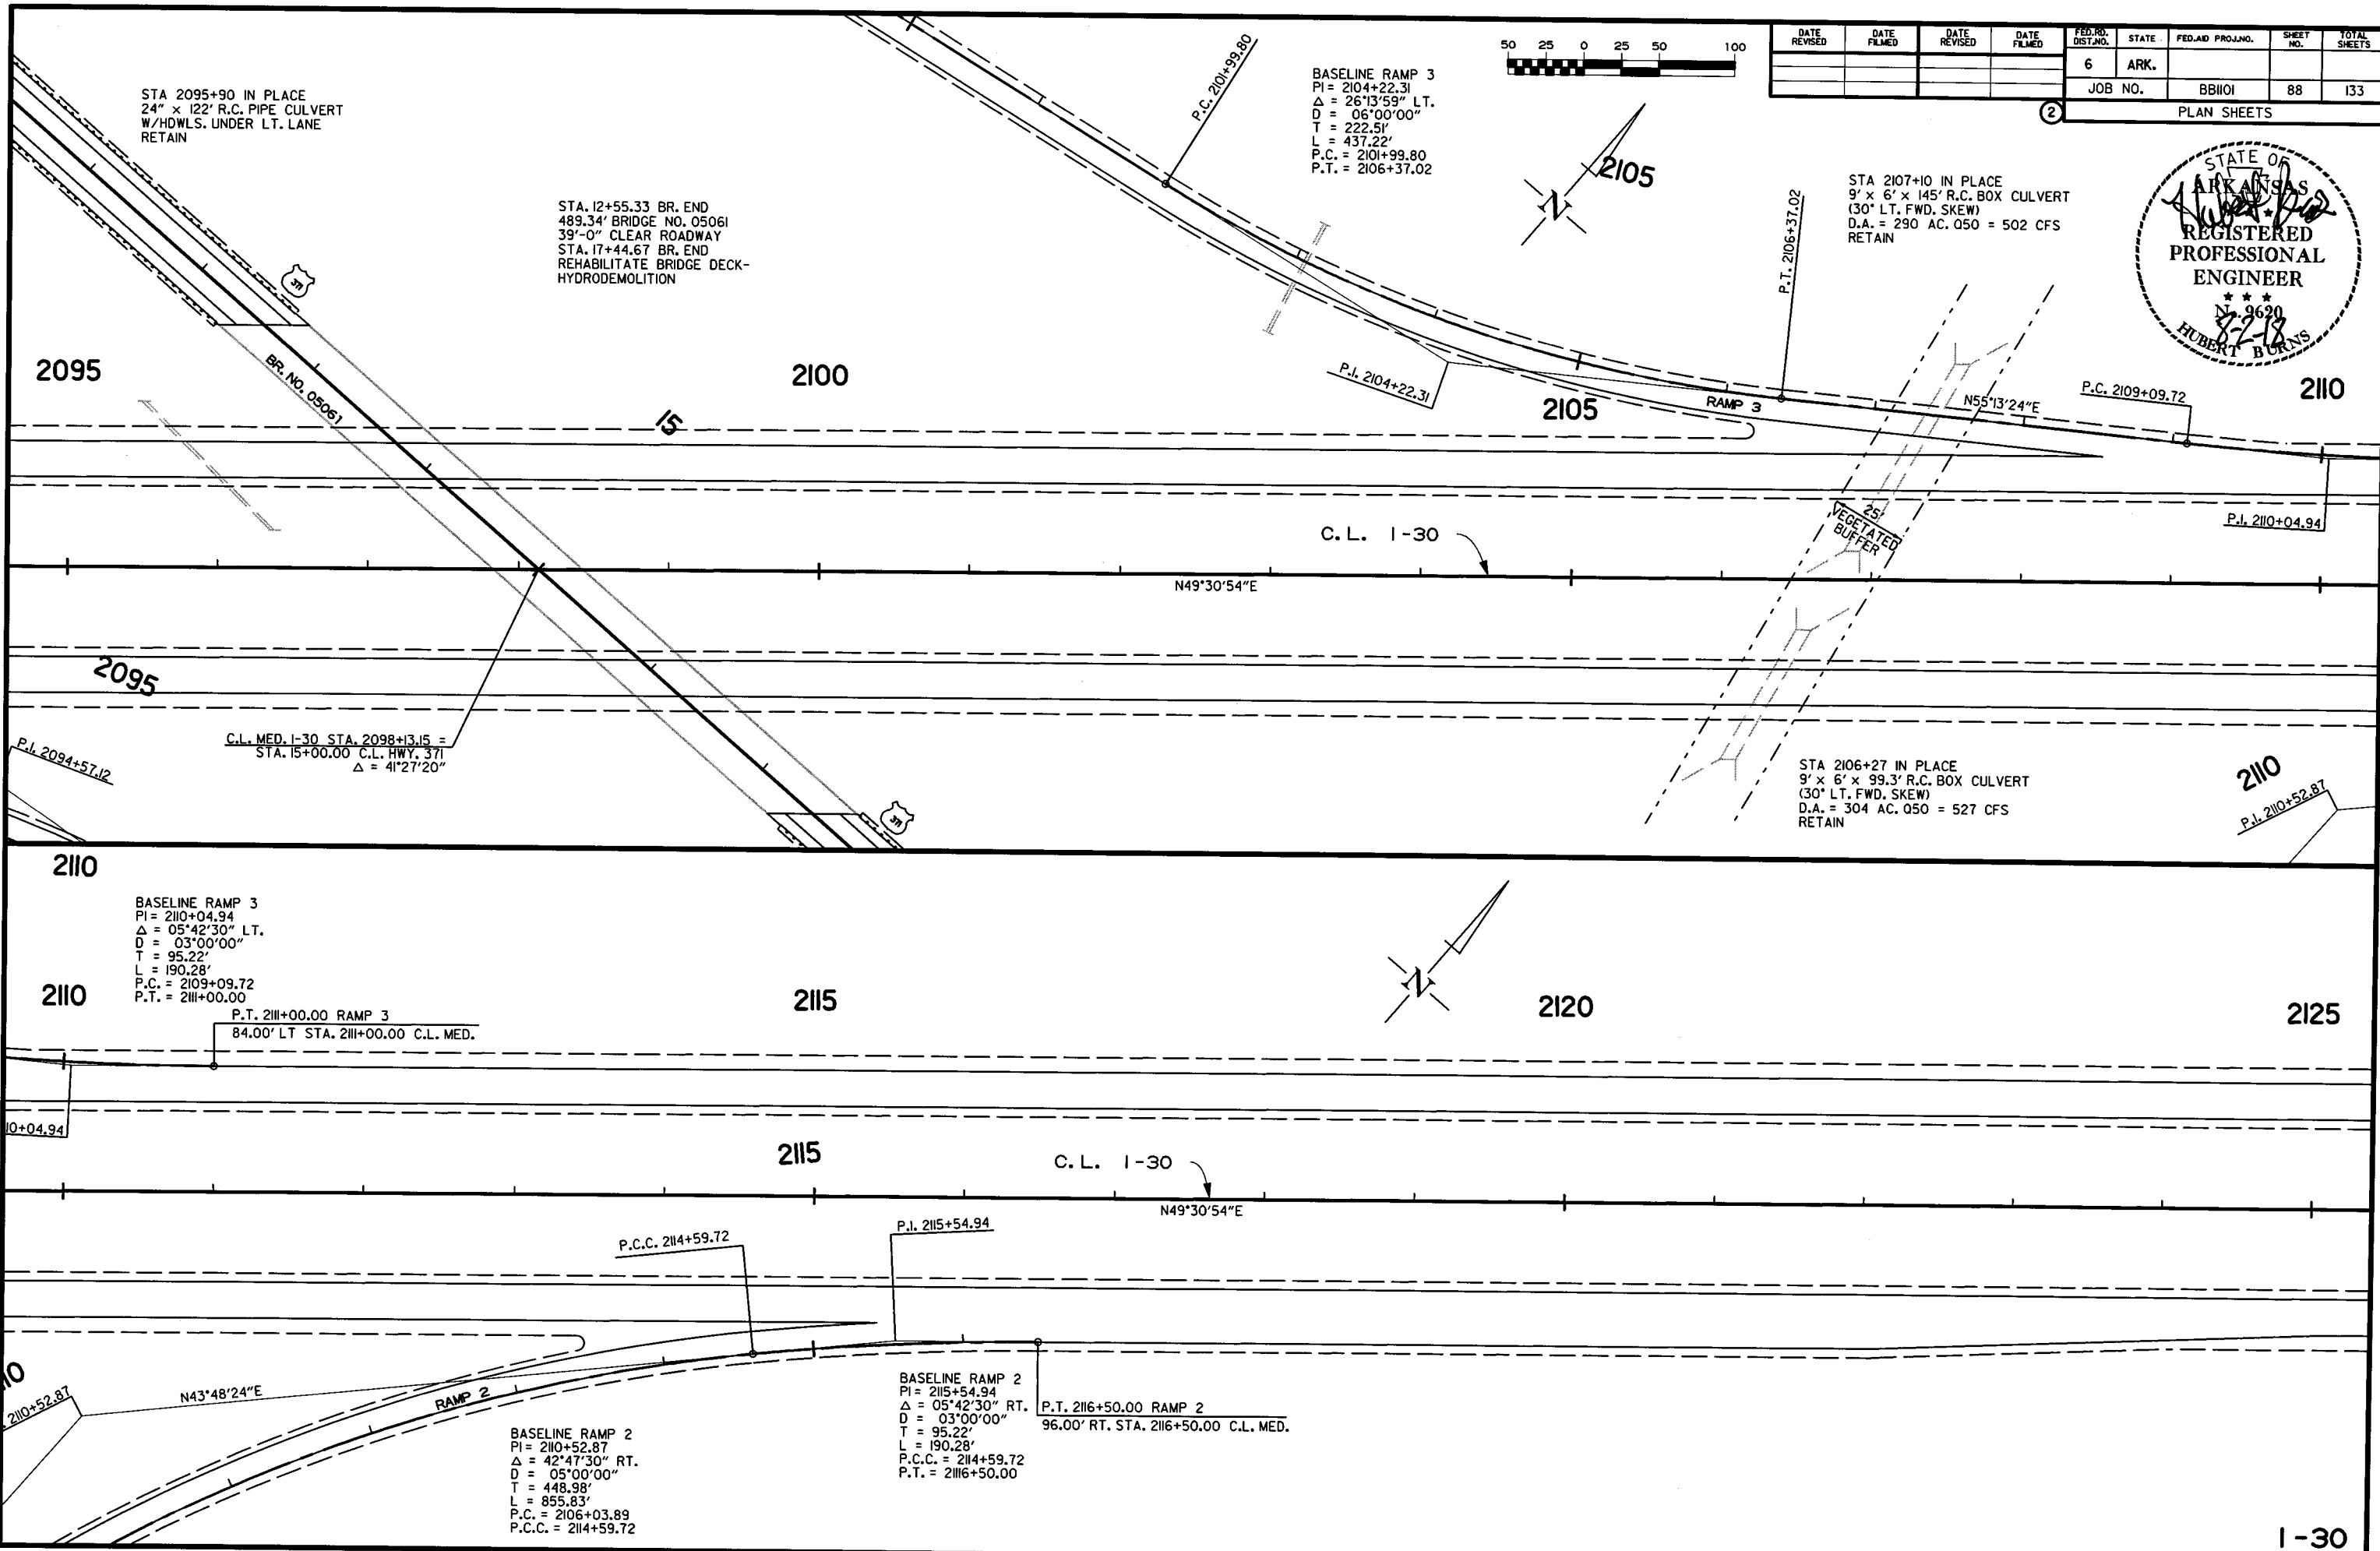 50 25 0 25 50 100
DATE REVISED DATE FILMED DATE REVISED DATE FILMED FED.RD. DIST.NO. STATE FED.AID PROJ.NO. SHEET NO. TOTAL SHEETS
6 ARK.
JOB NO. BB1101 88 133
2 PLAN SHEETS
STATE OF
ARKANSAS
REGISTERED
PROFESSIONAL
ENGINEER
★ ★ ★
No. 9620
8-2-18
HUBERT BURNS
STA 2095+90 IN PLACE
24" x 122' R.C. PIPE CULVERT
W/HDWLS. UNDER LT. LANE
RETAIN
STA. 12+55.33 BR. END
489.34' BRIDGE NO. 05061
39'-0" CLEAR ROADWAY
STA. 17+44.67 BR. END
REHABILITATE BRIDGE DECK-
HYDRODEMOLITION
P.C. 2101+99.80
BASELINE RAMP 3
PI = 2104+22.31
Δ = 26°13'59" LT.
D = 06°00'00"
T = 222.51'
L = 437.22'
P.C. = 2101+99.80
P.T. = 2106+37.02
N
2105
P.T. 2106+37.02
STA 2107+10 IN PLACE
9' x 6' x 145' R.C. BOX CULVERT
(30° LT. FWD. SKEW)
D.A. = 290 AC. Q50 = 502 CFS
RETAIN
371
2095
BR. NO. 05061
15
2100
P.I. 2104+22.31
2105
RAMP 3
N55°13'24"E
P.C. 2109+09.72
2110
P.I. 2110+04.94
25'
VEGETATED
BUFFER
C.L. I-30
N49°30'54"E
2095
P.I. 2094+57.12
C.L. MED. I-30 STA. 2098+13.15 =
STA. 15+00.00 C.L. HWY. 371
Δ = 41°27'20"
371
STA 2106+27 IN PLACE
9' x 6' x 99.3' R.C. BOX CULVERT
(30° LT. FWD. SKEW)
D.A. = 304 AC. Q50 = 527 CFS
RETAIN
2110
P.I. 2110+52.87
2110
BASELINE RAMP 3
PI = 2110+04.94
Δ = 05°42'30" LT.
D = 03°00'00"
T = 95.22'
L = 190.28'
P.C. = 2109+09.72
P.T. = 2111+00.00
N
2110
2115
2120
2125
P.T. 2111+00.00 RAMP 3
84.00' LT STA. 2111+00.00 C.L. MED.
10+04.94
2115
C.L. I-30
N49°30'54"E
P.C.C. 2114+59.72
P.I. 2115+54.94
10
2110+52.87
N43°48'24"E
RAMP 2
BASELINE RAMP 2
PI = 2110+52.87
Δ = 42°47'30" RT.
D = 05°00'00"
T = 448.98'
L = 855.83'
P.C. = 2106+03.89
P.C.C. = 2114+59.72
BASELINE RAMP 2
PI = 2115+54.94
Δ = 05°42'30" RT.
D = 03°00'00"
T = 95.22'
L = 190.28'
P.C.C. = 2114+59.72
P.T. = 2116+50.00
P.T. 2116+50.00 RAMP 2
96.00' RT. STA. 2116+50.00 C.L. MED.
I-30